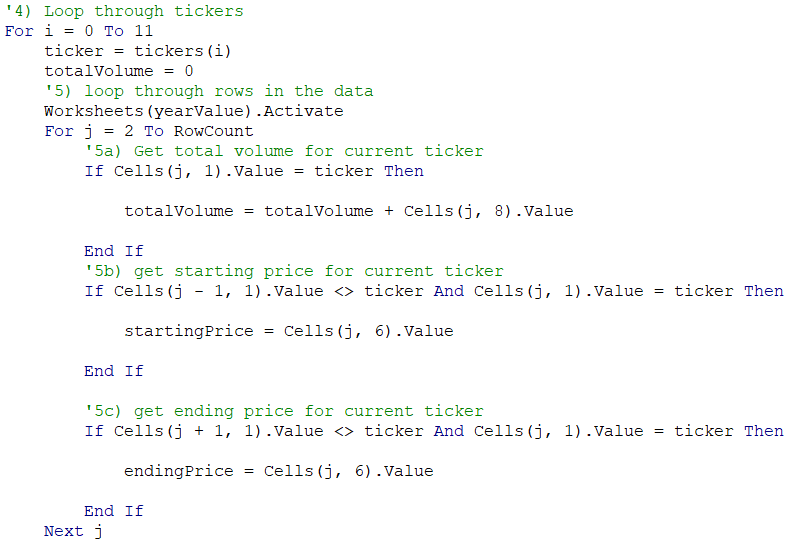 '4) Loop through tickers
For i = 0 To 11
    ticker = tickers(i)
    totalVolume = 0
    '5) loop through rows in the data
    Worksheets(yearValue).Activate
    For j = 2 To RowCount
        '5a) Get total volume for current ticker
        If Cells(j, 1).Value = ticker Then
            totalVolume = totalVolume + Cells(j, 8).Value
        End If
        '5b) get starting price for current ticker
        If Cells(j - 1, 1).Value <> ticker And Cells(j, 1).Value = ticker Then
            startingPrice = Cells(j, 6).Value
        End If
        '5c) get ending price for current ticker
        If Cells(j + 1, 1).Value <> ticker And Cells(j, 1).Value = ticker Then
            endingPrice = Cells(j, 6).Value
        End If
    Next j